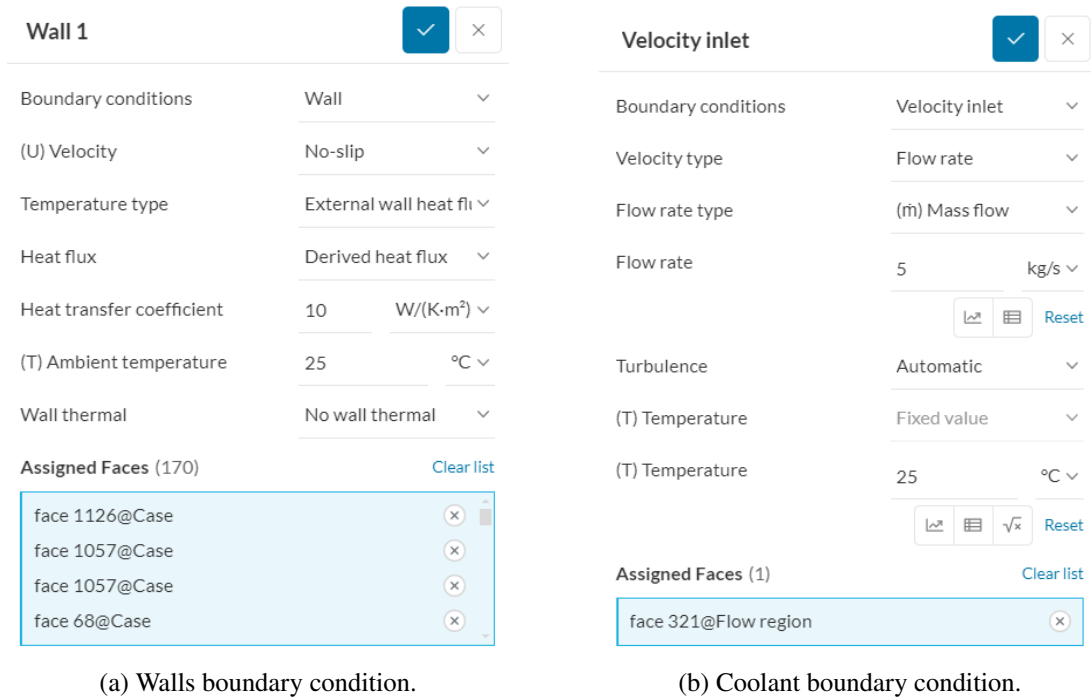 Wall 1
Boundary conditions Wall
(U) Velocity No-slip
Temperature type External wall heat flu
Heat flux Derived heat flux
Heat transfer coefficient 10 W/(K·m²)
(T) Ambient temperature 25 °C
Wall thermal No wall thermal
Assigned Faces (170) Clear list
face 1126@Case
face 1057@Case
face 1057@Case
face 68@Case
(a) Walls boundary condition.
Velocity inlet
Boundary conditions Velocity inlet
Velocity type Flow rate
Flow rate type (ṁ) Mass flow
Flow rate 5 kg/s
Reset
Turbulence Automatic
(T) Temperature Fixed value
(T) Temperature 25 °C
√x Reset
Assigned Faces (1) Clear list
face 321@Flow region
(b) Coolant boundary condition.